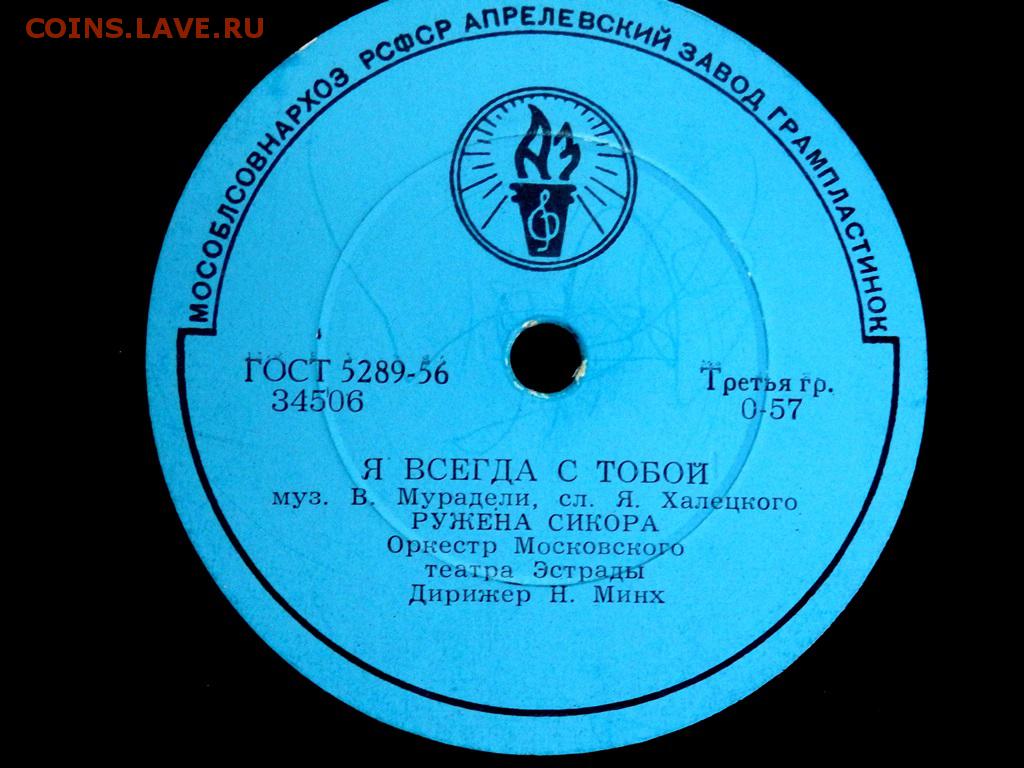 COINS.LAVE.RU
МОСОБЛСОВНАРХОЗ РСФСР АПРЕЛЕВСКИЙ ЗАВОД ГРАМПЛАСТИНОК
АЗ
ГОСТ 5289-56
34506
Третья гр.
0-57
Я ВСЕГДА С ТОБОЙ
муз. В. Мурадели, сл. Я. Халецкого
РУЖЕНА СИКОРА
Оркестр Московского
театра Эстрады
Дирижер Н. Минх